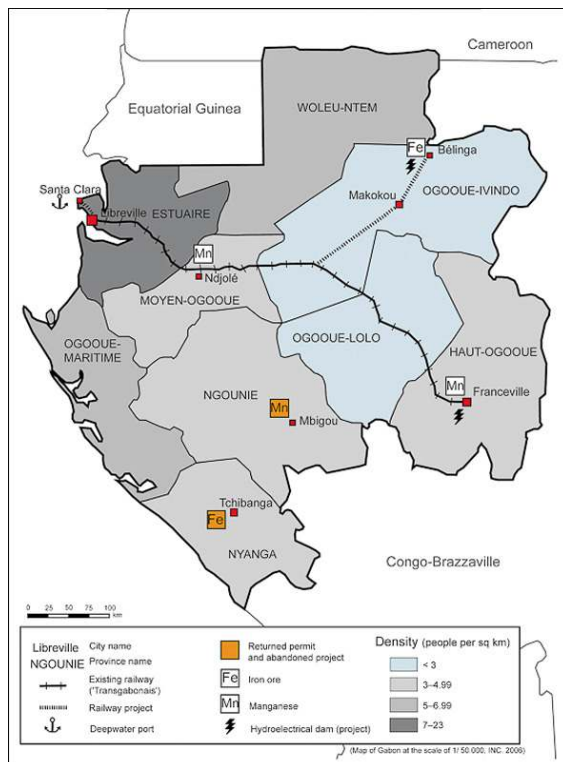 Cameroon
Equatorial Guinea
WOLEU-NTEM
Fe
Bélinga
Santa Clara
Makokou
OGOOUE-IVINDO
Libreville
ESTUAIRE
Mn
Ndjolé
MOYEN-OGOOUE
OGOOUE-
MARITIME
OGOOUE-LOLO
HAUT-OGOOUE
NGOUNIE
Mn
Franceville
Mn
Mbigou
Tchibanga
Fe
NYANGA
Congo-Brazzaville
0 25 50 75 100
km
Libreville City name
NGOUNIE Province name
Existing railway
('Transgabonais')
Railway project
Deepwater port
Returned permit
and abandoned project
Fe Iron ore
Mn Manganese
Hydroelectrical dam (project)
Density (people per sq km)
< 3
3–4.99
5–6.99
7–23
(Map of Gabon at the scale of 1/ 50.000, INC. 2006)